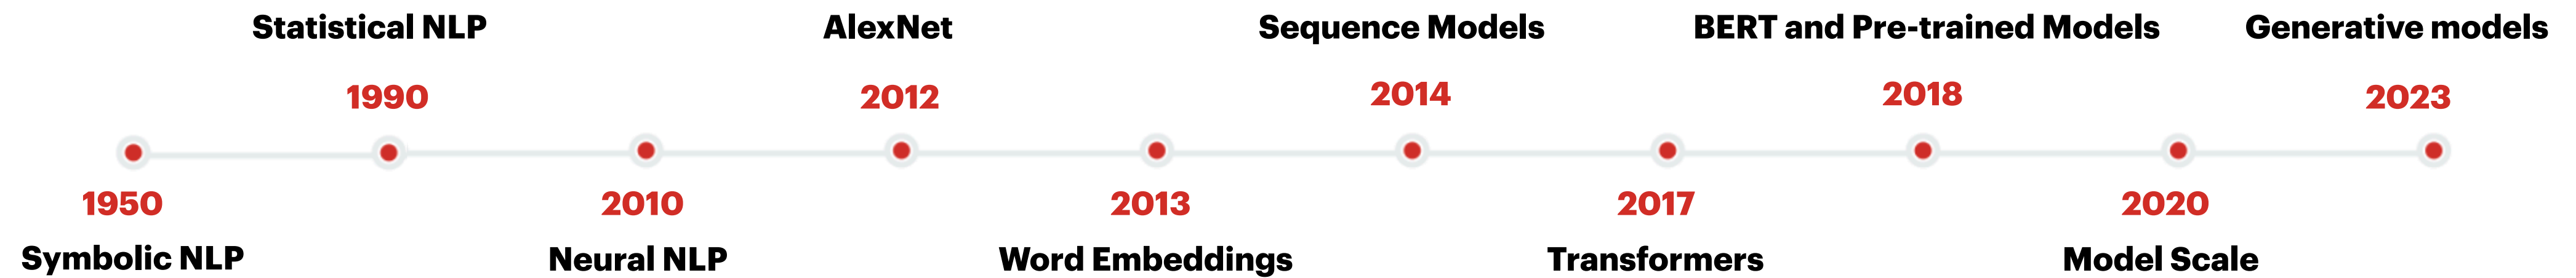 Statistical NLP
AlexNet
Sequence Models
BERT and Pre-trained Models
Generative models
1990
2012
2014
2018
2023
1950
2010
2013
2017
2020
Symbolic NLP
Neural NLP
Word Embeddings
Transformers
Model Scale